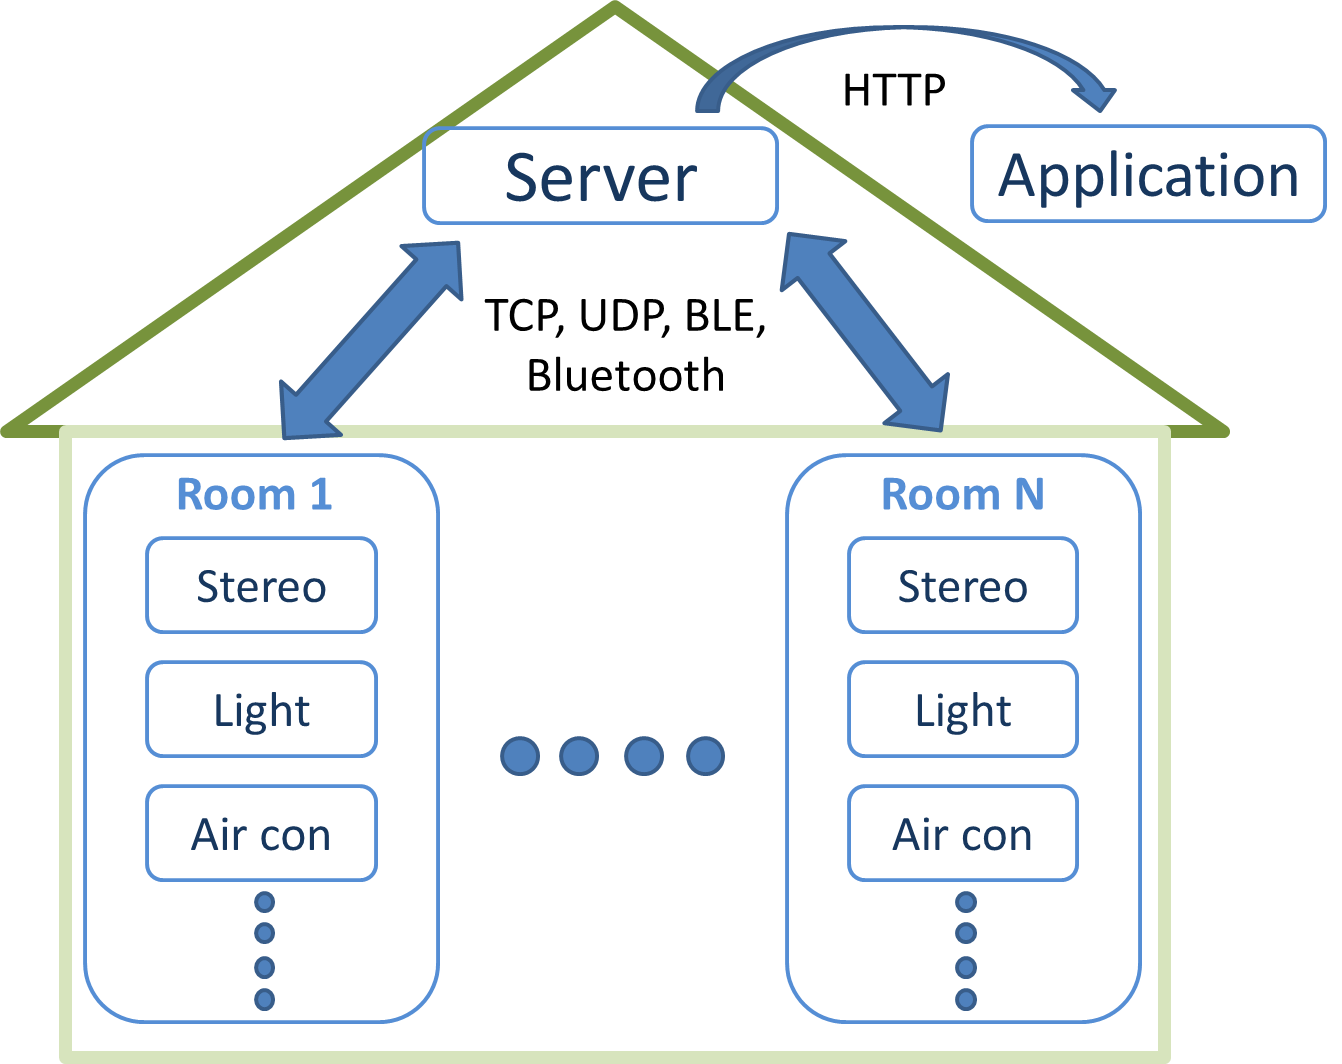 HTTP
Server
Application
TCP, UDP, BLE,
Bluetooth
Room 1
Stereo
Light
Air con
Room N
Stereo
Light
Air con